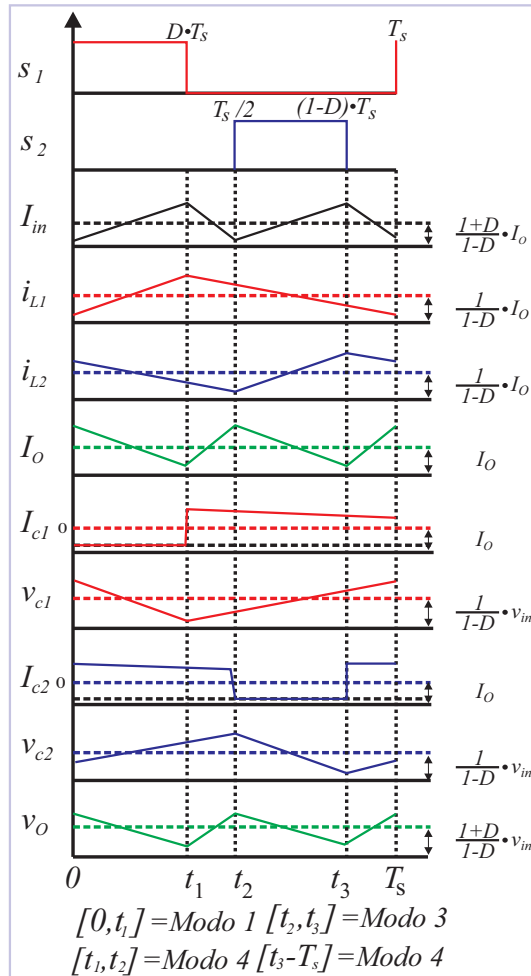 D•Ts Ts
s1
Ts/2 (1-D)•Ts
s2
Iin 1+D/1-D • IO
iL1 1/1-D • IO
iL2 1/1-D • IO
IO IO
Ic1 0 IO
vc1 1/1-D • vin
Ic2 0 IO
vc2 1/1-D • vin
vO 1+D/1-D • vin
0 t1 t2 t3 Ts
[0,t1]=Modo 1 [t2,t3]=Modo 3
[t1,t2]=Modo 4 [t3-Ts]=Modo 4